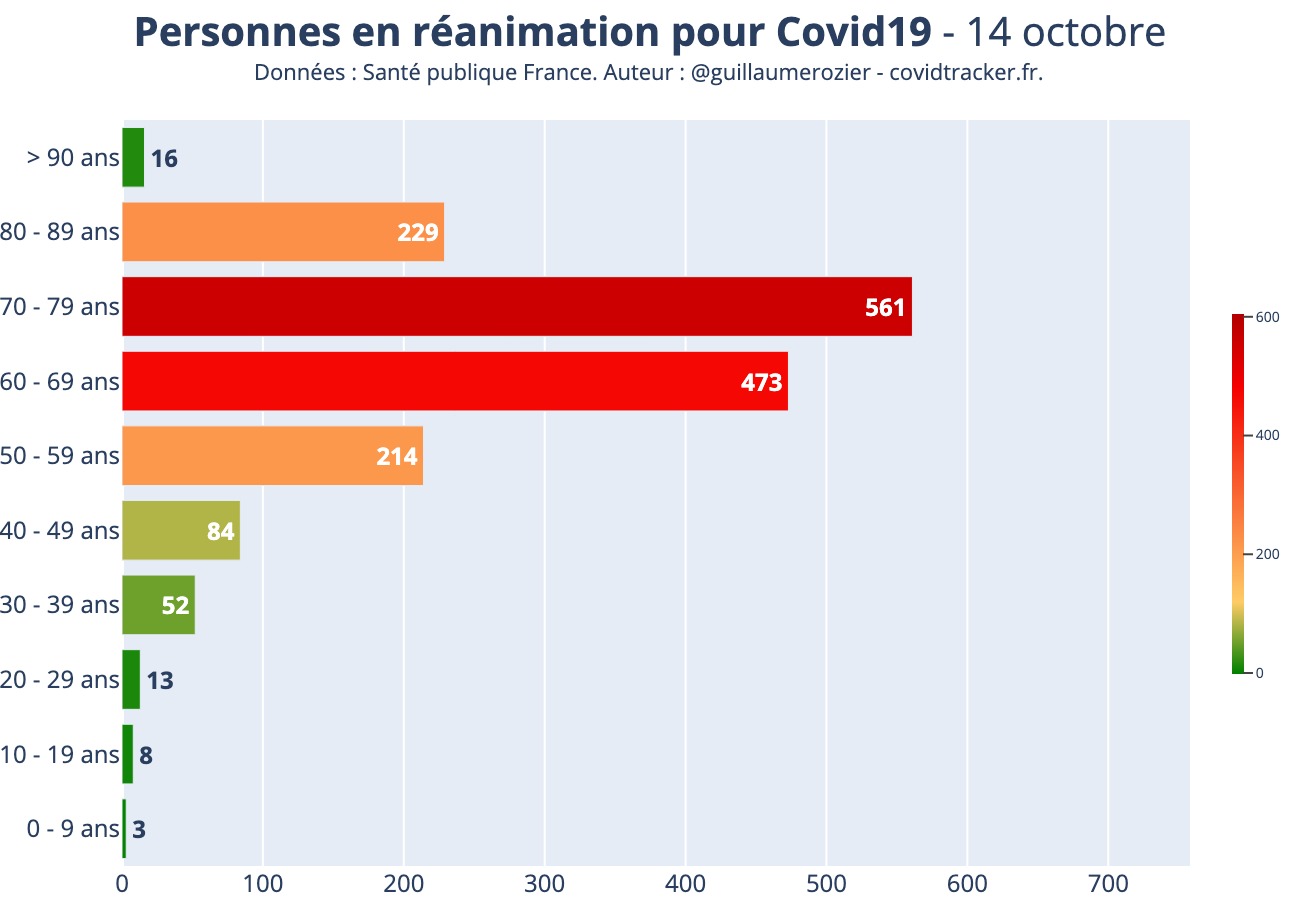 Personnes en réanimation pour Covid19 - 14 octobre
Données : Santé publique France. Auteur : @guillaumerozier - covidtracker.fr.
> 90 ans 16
80 - 89 ans 229
70 - 79 ans 561
60 - 69 ans 473
50 - 59 ans 214
40 - 49 ans 84
30 - 39 ans 52
20 - 29 ans 13
10 - 19 ans 8
0 - 9 ans 3
0 100 200 300 400 500 600 700
600
400
200
0